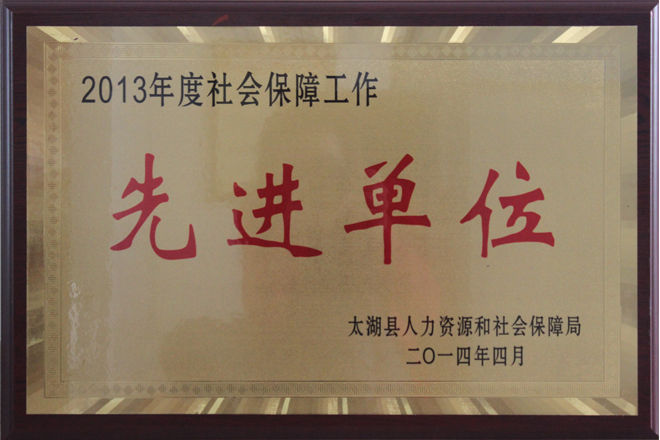 2013年度社会保障工作
先进单位
太湖县人力资源和社会保障局
二〇一四年四月